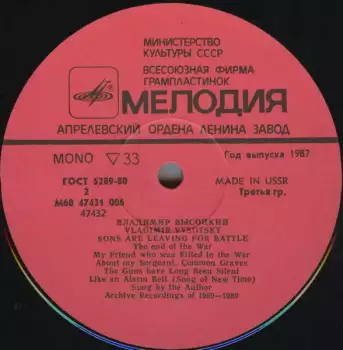 МИНИСТЕРСТВО
КУЛЬТУРЫ СССР
ВСЕСОЮЗНАЯ ФИРМА
ГРАМПЛАСТИНОК
МЕЛОДИЯ
АПРЕЛЕВСКИЙ ОРДЕНА ЛЕНИНА ЗАВОД
MONO ▽ 33
Год выпуска 1987
ГОСТ 5289-80
2
М60 47431 006
47432
MADE IN USSR
Третья гр.
ВЛАДИМИР ВЫСОЦКИЙ
VLADIMIR VYSOTSKY
SONS ARE LEAVING FOR BATTLE
The end of the War
My Friend who was Killed in the War
About my Sergeant. Common Graves
The Guns have Long Been Silent
Like an Alarm Bell (Song of New Time)
Sung by the Author
Archive Recordings of 1969—1980